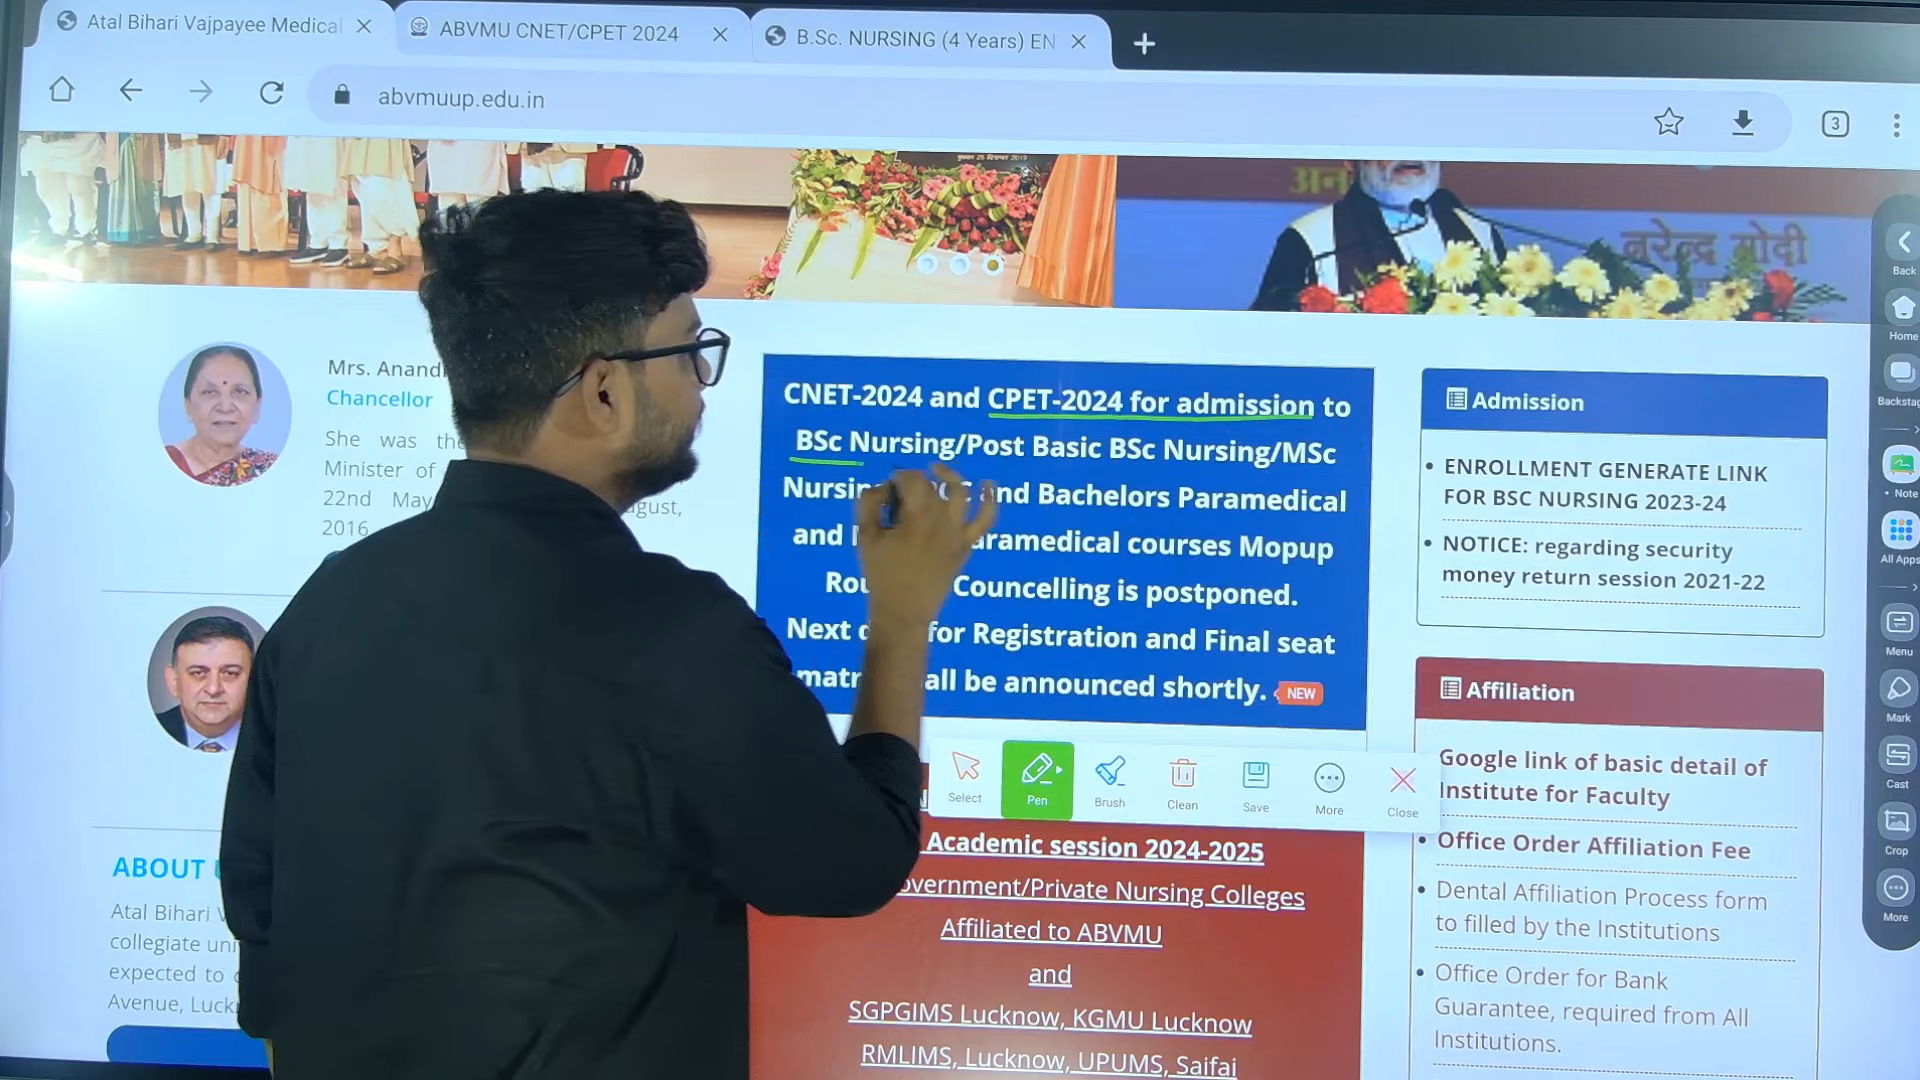 Atal Bihari Vajpayee Medical
ABVMU CNET/CPET 2024
B.Sc. NURSING (4 Years) EN
abvmuup.edu.in
3
नरेन्द्र मोदी
Back
Home
Note
All Apps
Menu
Mark
Cast
Crop
More
Mrs. Anand
Chancellor
She was the
Minister of
22nd May
gust,
2016
ABOUT
Atal Bihari V
collegiate uni
expected to
Avenue, Luck
CNET-2024 and CPET-2024 for admission to
BSc Nursing/Post Basic BSc Nursing/MSc
and Bachelors Paramedical
and aramedical courses Mopup
Councelling is postponed.
Next for Registration and Final seat
matr all be announced shortly. NEW
Select
Pen
Brush
Clean
Save
More
Close
Academic session 2024-2025
overnment/Private Nursing Colleges
Affiliated to ABVMU
and
SGPGIMS Lucknow, KGMU Lucknow
RMLIMS, Lucknow, UPUMS, Saifai
Admission
ENROLLMENT GENERATE LINK
FOR BSC NURSING 2023-24
NOTICE: regarding security
money return session 2021-22
Affiliation
Google link of basic detail of
Institute for Faculty
Office Order Affiliation Fee
Dental Affiliation Process form
to filled by the Institutions
Office Order for Bank
Guarantee, required from All
Institutions.